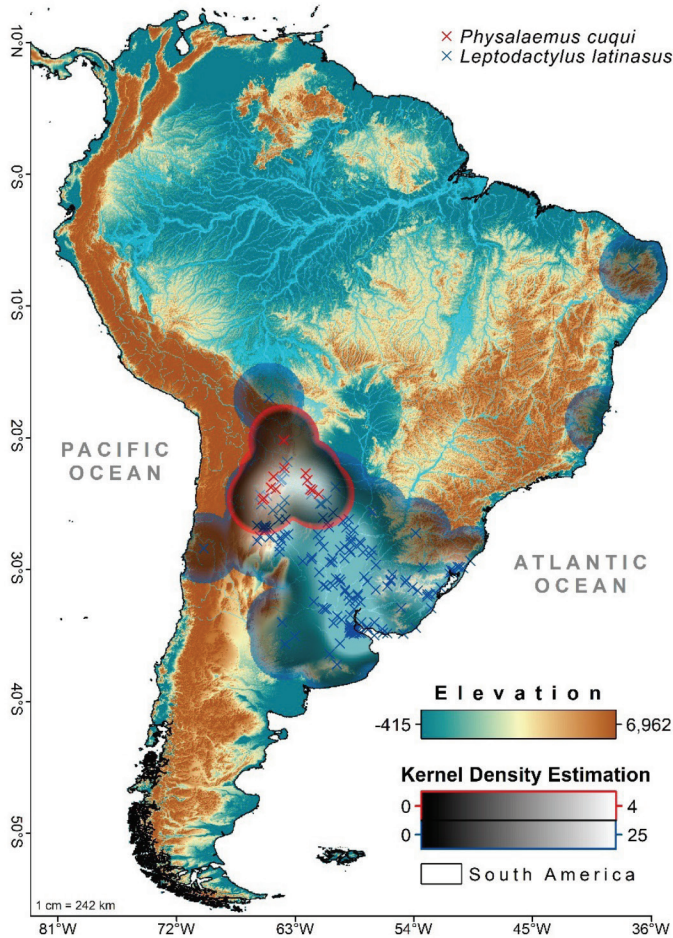 Physalaemus cuqui
Leptodactylus latinasus
10°N
0°S
10°S
20°S
30°S
40°S
50°S
PACIFIC
OCEAN
ATLANTIC
OCEAN
Elevation
-415
6,962
Kernel Density Estimation
0
4
0
25
South America
1 cm = 242 km
81°W
72°W
63°W
54°W
45°W
36°W